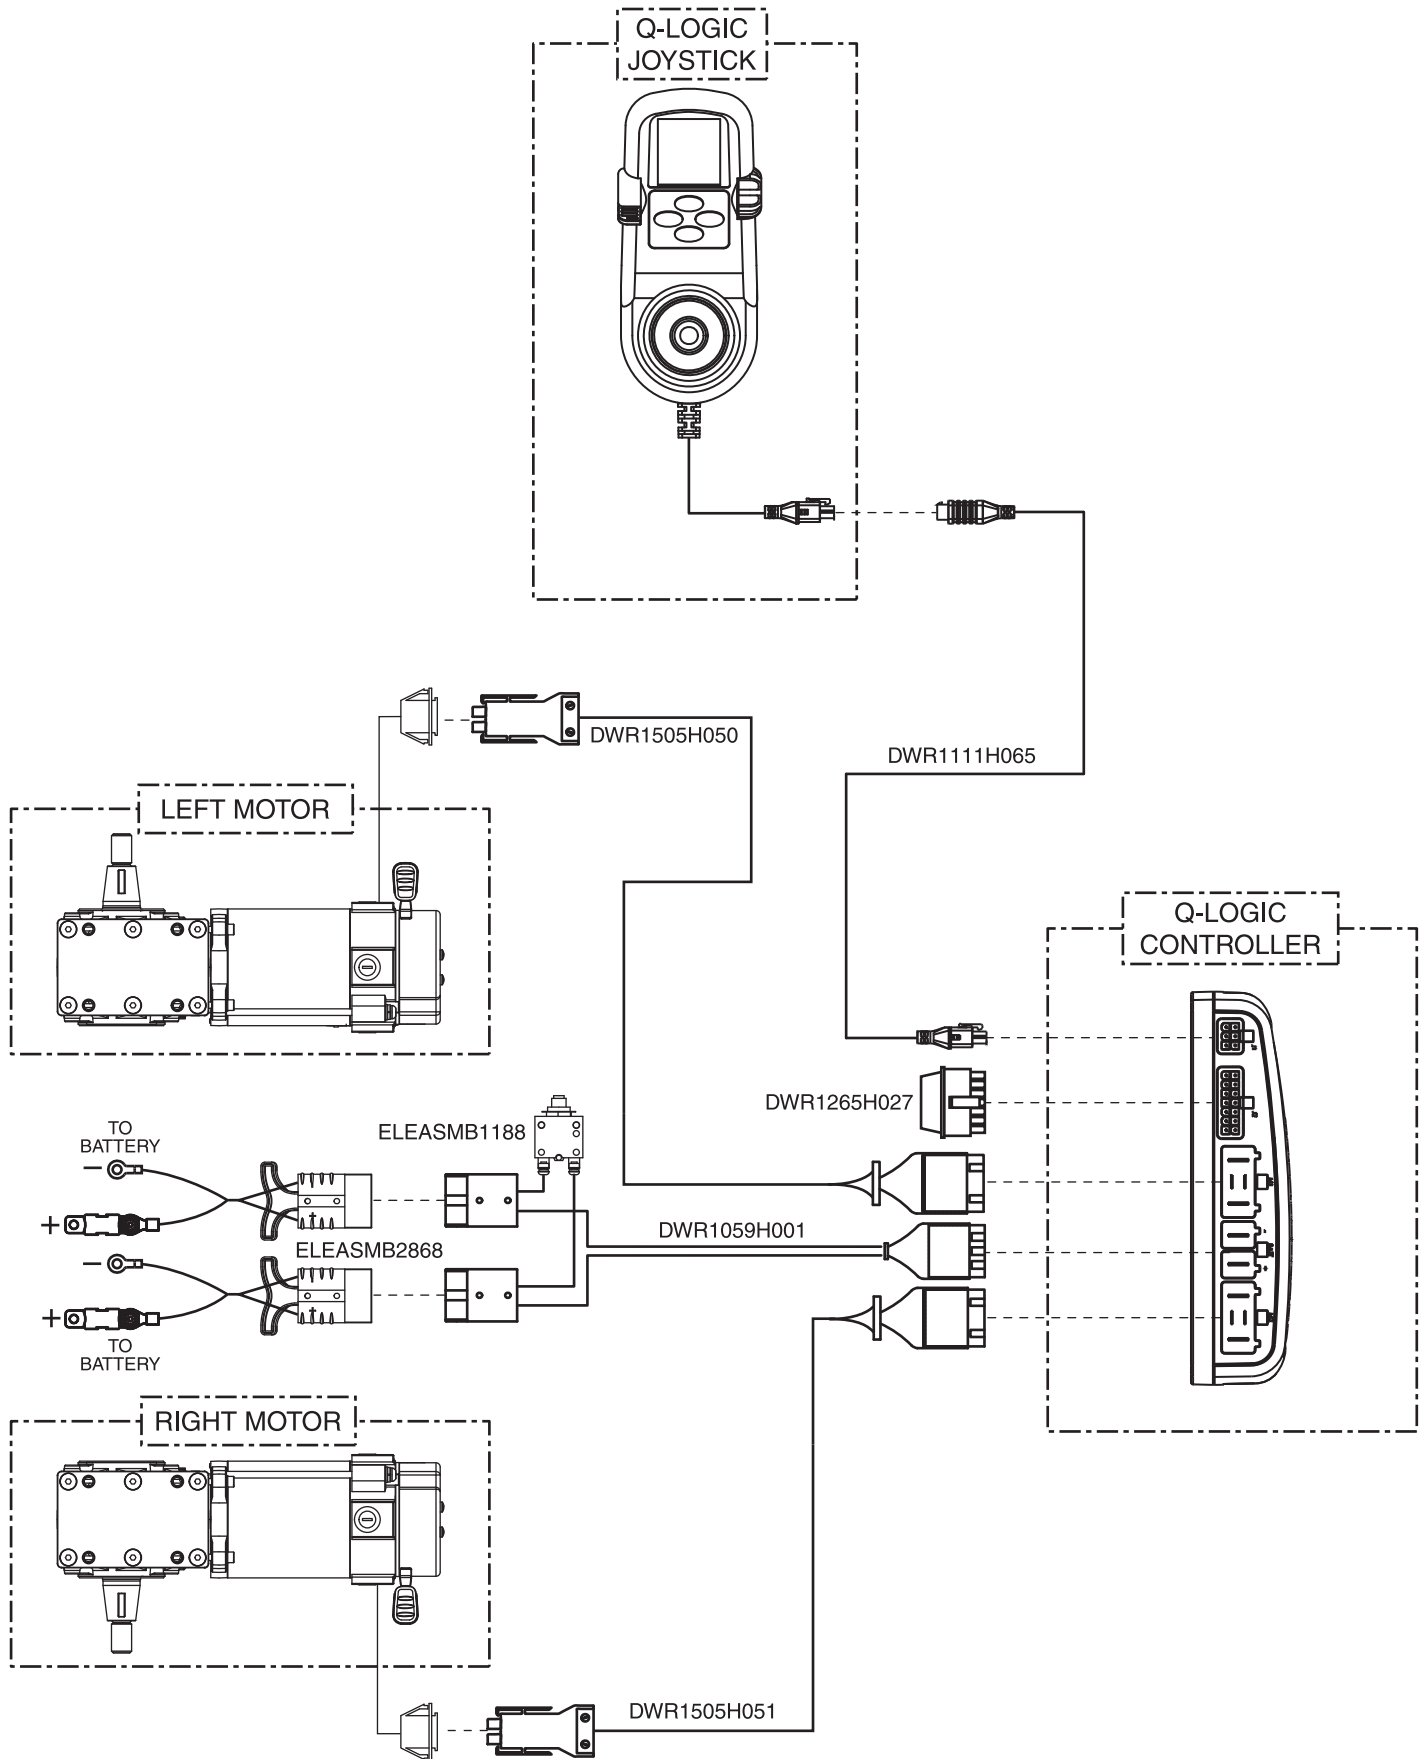 Q-LOGIC
JOYSTICK
DWR1505H050
DWR1111H065
LEFT MOTOR
Q-LOGIC
CONTROLLER
DWR1265H027
TO
BATTERY
ELEASMB1188
−
+
DWR1059H001
ELEASMB2868
−
+
TO
BATTERY
RIGHT MOTOR
DWR1505H051